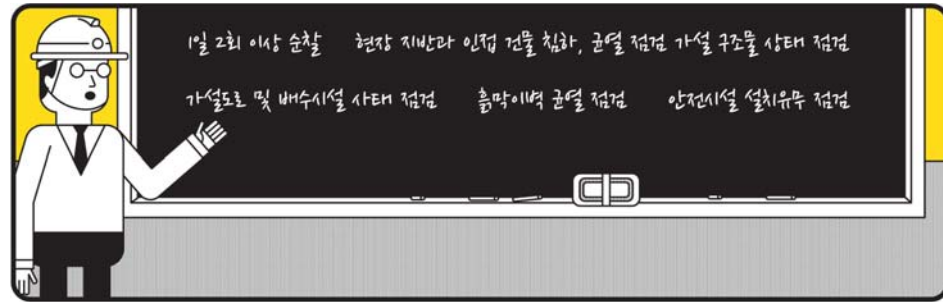 1일 2회 이상 순찰 현장 지반과 인접 건물 침하, 균열 점검 가설 구조물 상태 점검
가설도로 및 배수시설 사태 점검 흙막이벽 균열 점검 안전시설 설치유무 점검